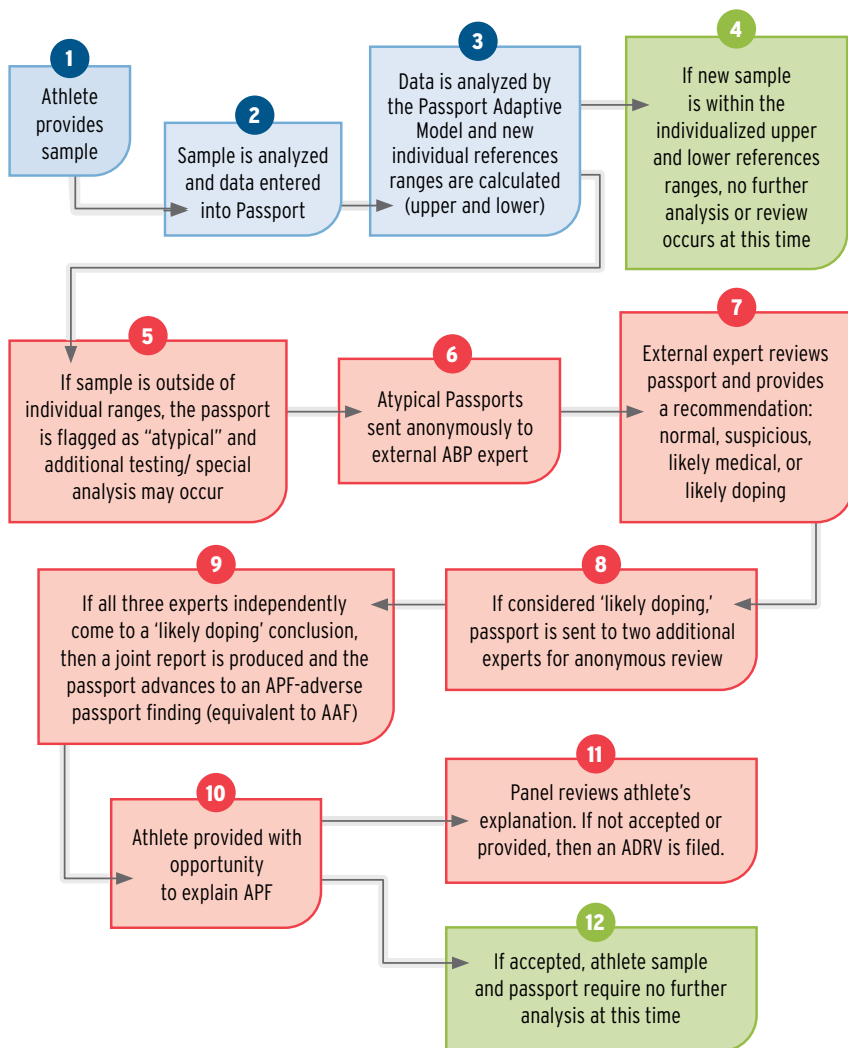 1
Athlete
provides
sample
2
Sample is analyzed
and data entered
into Passport
3
Data is analyzed by
the Passport Adaptive
Model and new
individual references
ranges are calculated
(upper and lower)
4
If new sample
is within the
individualized upper
and lower references
ranges, no further
analysis or review
occurs at this time
5
If sample is outside of
individual ranges, the passport
is flagged as “atypical” and
additional testing/ special
analysis may occur
6
Atypical Passports
sent anonymously to
external ABP expert
7
External expert reviews
passport and provides
a recommendation:
normal, suspicious,
likely medical, or
likely doping
8
If considered ‘likely doping,’
passport is sent to two additional
experts for anonymous review
9
If all three experts independently
come to a ‘likely doping’ conclusion,
then a joint report is produced and the
passport advances to an APF-adverse
passport finding (equivalent to AAF)
10
Athlete provided with
opportunity
to explain APF
11
Panel reviews athlete’s
explanation. If not accepted or
provided, then an ADRV is filed.
12
If accepted, athlete sample
and passport require no further
analysis at this time